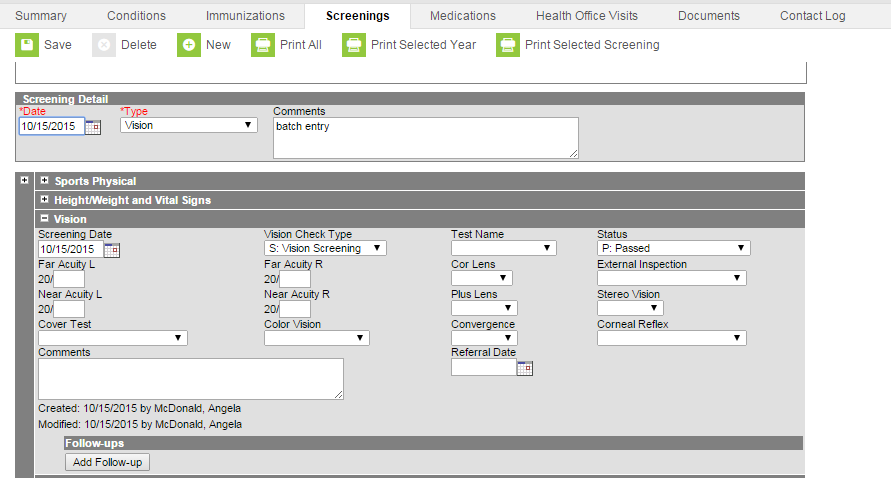 Summary Conditions Immunizations Screenings Medications Health Office Visits Documents Contact Log
Save Delete New Print All Print Selected Year Print Selected Screening
Screening Detail
*Date *Type Comments
10/15/2015 Vision batch entry
Sports Physical
Height/Weight and Vital Signs
Vision
Screening Date Vision Check Type Test Name Status
10/15/2015 S: Vision Screening P: Passed
Far Acuity L Far Acuity R Cor Lens External Inspection
20/ 20/
Near Acuity L Near Acuity R Plus Lens Stereo Vision
20/ 20/
Cover Test Color Vision Convergence Corneal Reflex
Comments Referral Date
Created: 10/15/2015 by McDonald, Angela
Modified: 10/15/2015 by McDonald, Angela
Follow-ups
Add Follow-up